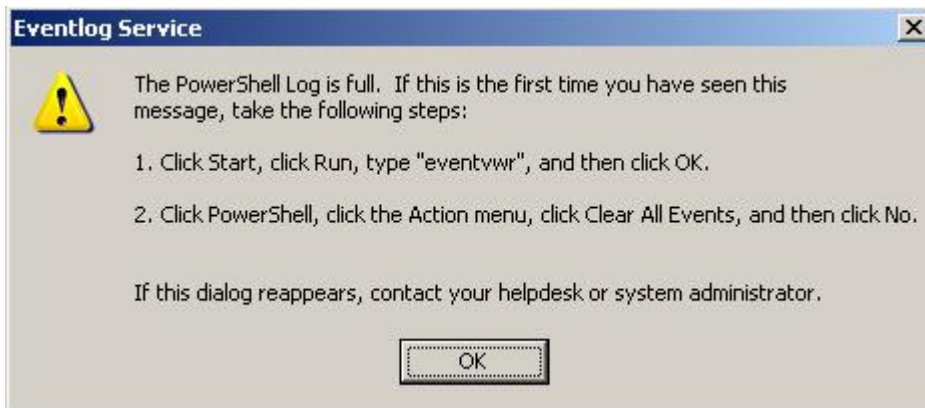 Eventlog Service
The PowerShell Log is full.  If this is the first time you have seen this
message, take the following steps:
1. Click Start, click Run, type "eventvwr", and then click OK.
2. Click PowerShell, click the Action menu, click Clear All Events, and then click No.
If this dialog reappears, contact your helpdesk or system administrator.
OK